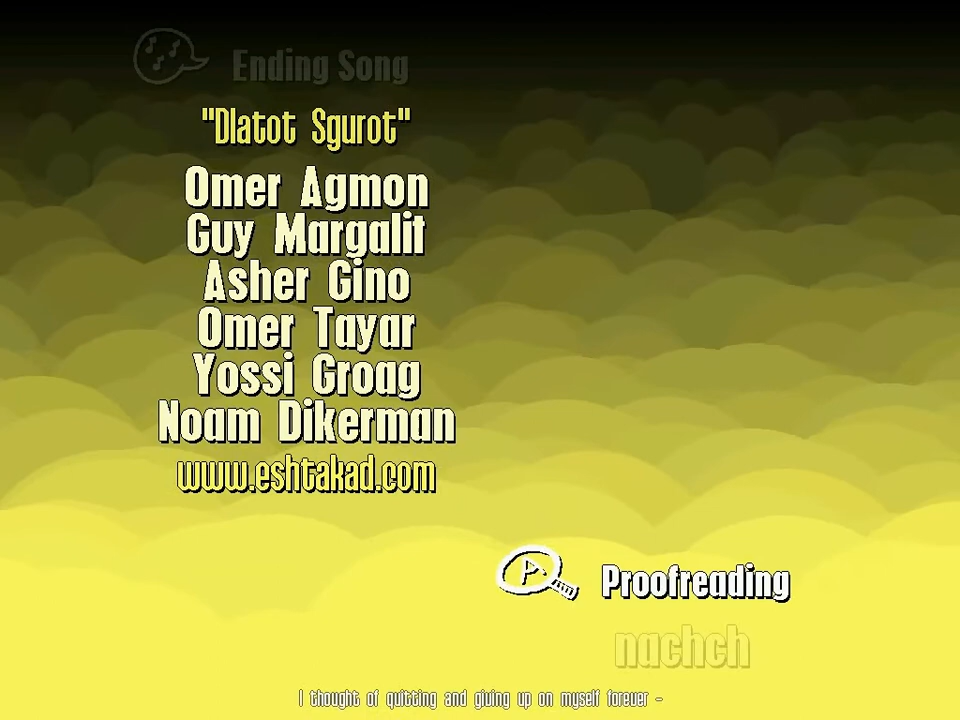 Ending Song
"Dlatot Sgurot"
Omer Agmon
Guy Margalit
Asher Gino
Omer Tayar
Yossi Groag
Noam Dikerman
www.eshtakad.com
A
Proofreading
nachch
I thought of quitting and giving up on myself forever -